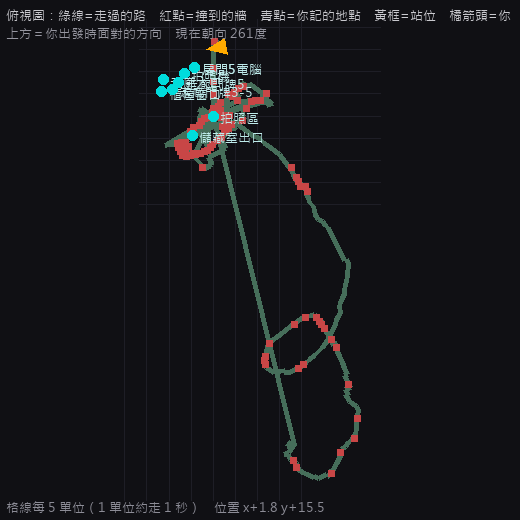 俯視圖：綠線=走過的路　紅點=撞到的牆　青點=你記的地點　黃框=站位　橘箭頭=你
上方＝你出發時面對的方向　現在朝向 261度
尾門5電腦
拍時區
儲藏室出口
格線每 5 單位（1 單位約走 1 秒）　位置 x+1.8 y+15.5